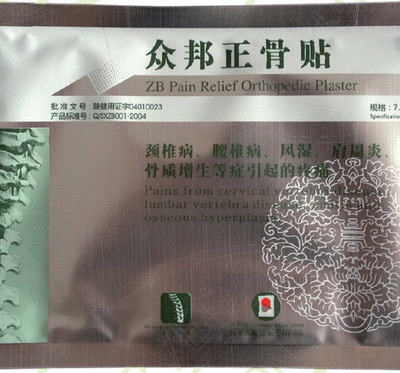 众邦正骨贴
ZB Pain Relief Orthopedic Plaster
批准文号:陕健用证字04010023
规格:7.
产品标准号:Q/SXZB001-2004
Specification
颈椎病、腰椎病、风湿、肩周炎、
骨质增生等症引起的疼痛
Pains from cervical
lumbar vertebra disease,
osseous hyperplasia